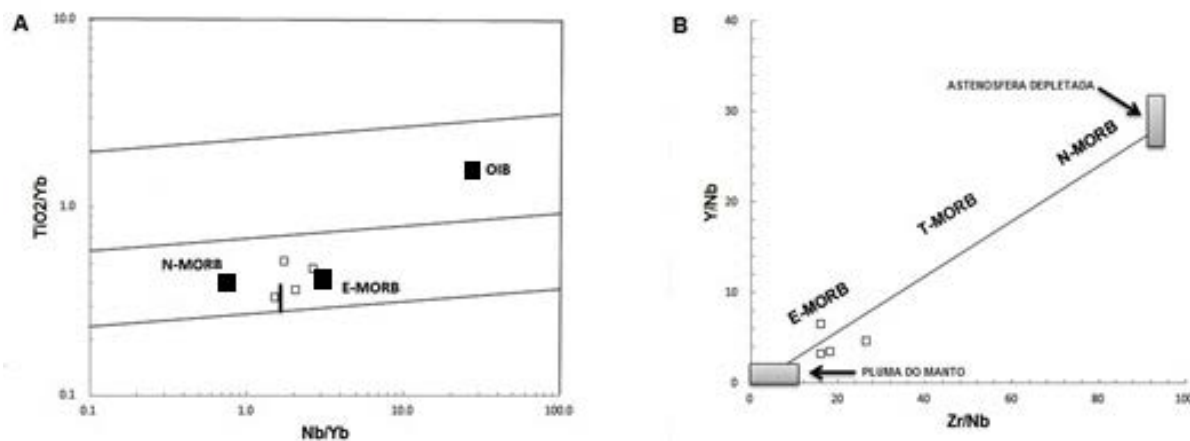 A
10.0
TiO2/Yb
1.0
0.1
OIB
N-MORB
E-MORB
0.1
1.0
10.0
100.0
Nb/Yb
B
40
30
20
10
0
Y/Nb
ASTENOSFERA DEPLETADA
N-MORB
T-MORB
E-MORB
PLUMA DO MANTO
0
20
40
60
80
100
Zr/Nb